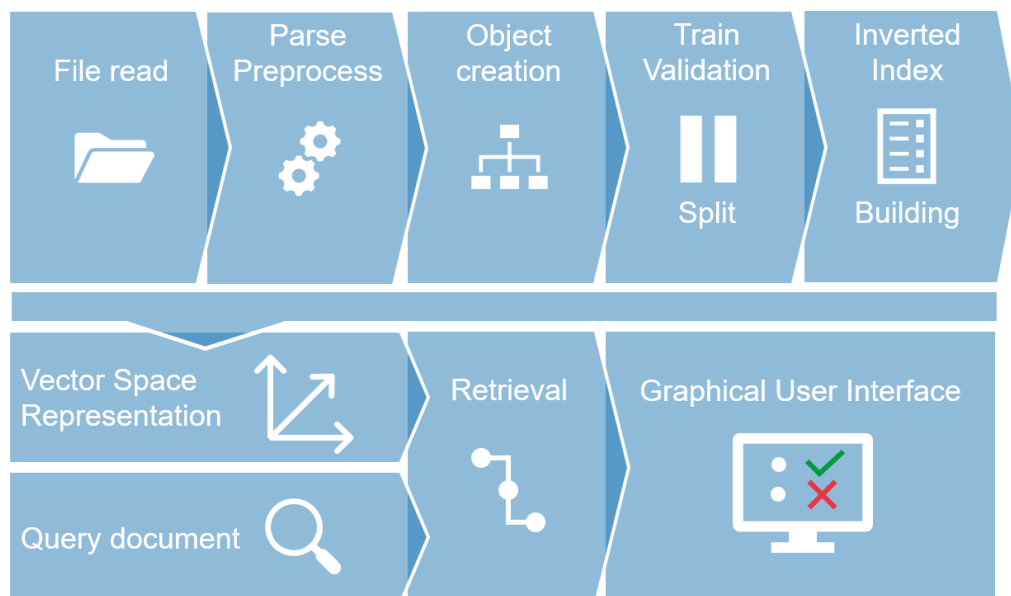 File read
Parse
Preprocess
Object
creation
Train
Validation
Split
Inverted
Index
Building
Vector Space
Representation
Query document
Retrieval
Graphical User Interface